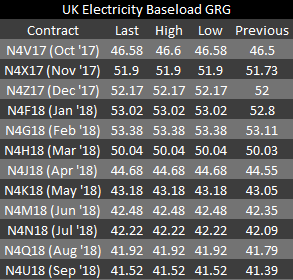 UK Electricity Baseload GRG
Contract Last High Low Previous
N4V17 (Oct '17) 46.58 46.6 46.58 46.5
N4X17 (Nov '17) 51.9 51.9 51.9 51.73
N4Z17 (Dec '17) 52.17 52.17 52.17 52
N4F18 (Jan '18) 53.02 53.02 53.02 52.8
N4G18 (Feb '18) 53.38 53.38 53.38 53.11
N4H18 (Mar '18) 50.04 50.04 50.04 50.03
N4J18 (Apr '18) 44.68 44.68 44.68 44.55
N4K18 (May '18) 43.18 43.18 43.18 43.05
N4M18 (Jun '18) 42.48 42.48 42.48 42.35
N4N18 (Jul '18) 42.22 42.22 42.22 42.09
N4Q18 (Aug '18) 41.92 41.92 41.92 41.79
N4U18 (Sep '18) 41.52 41.52 41.52 41.39